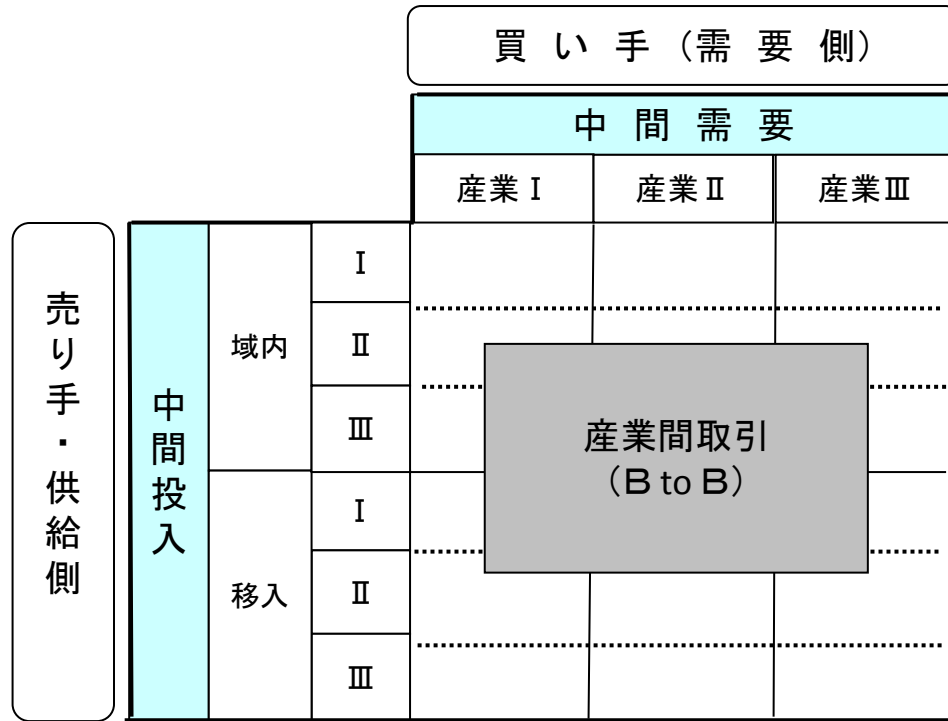 買い手(需要側)
中間需要
産業Ⅰ
産業Ⅱ
産業Ⅲ
売り手・供給側
中間投入
域内
Ⅰ
Ⅱ
Ⅲ
移入
Ⅰ
Ⅱ
Ⅲ
産業間取引
(B to B)